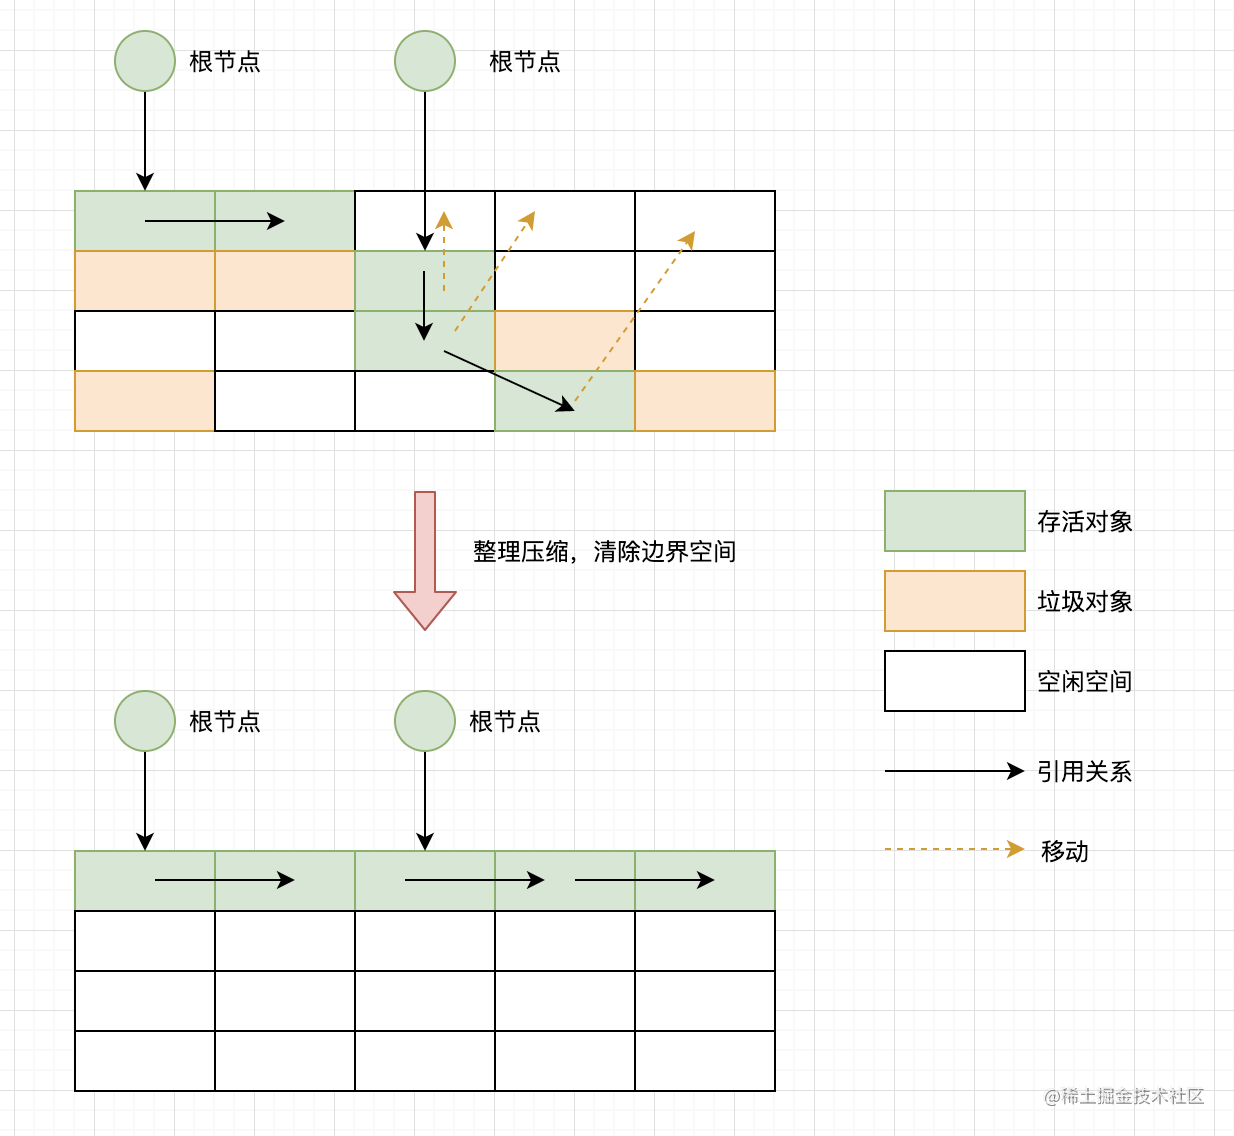 根节点
根节点
整理压缩，清除边界空间
存活对象
垃圾对象
空闲空间
根节点
根节点
引用关系
移动
@稀土掘金技术社区